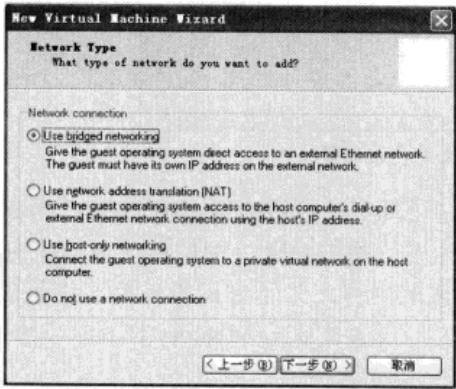 New Virtual Machine Wizard
Network Type
What type of network do you want to add?
Network connection
Use bridged networking
Give the guest operating system direct access to an external Ethernet network.
The guest must have its own IP address on the external network.
Use network address translation (NAT)
Give the guest operating system access to the host computer's dial-up or
external Ethernet network connection using the host's IP address.
Use host-only networking
Connect the guest operating system to a private virtual network on the host
computer.
Do not use a network connection
< 上一步(B) 下一步(N) > 取消